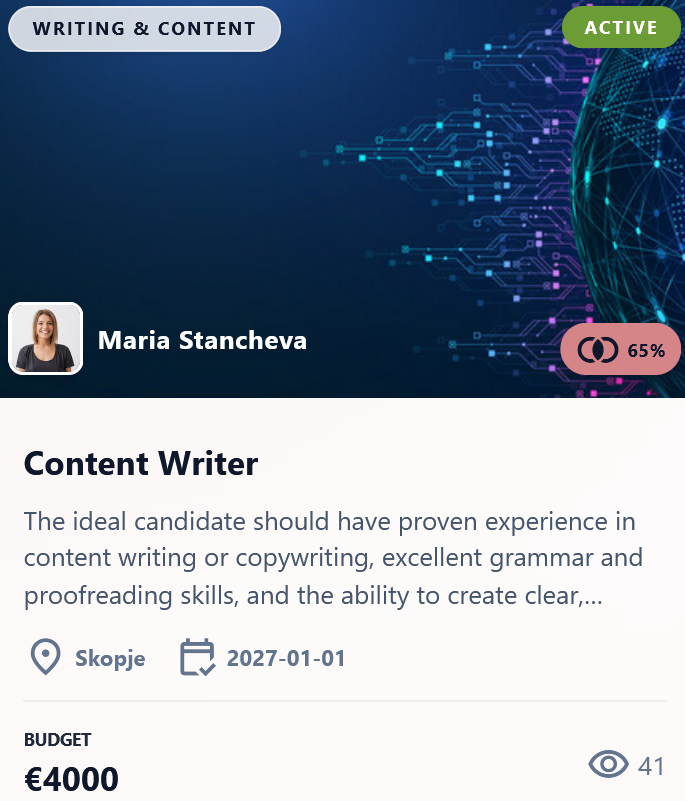 WRITING & CONTENT
ACTIVE
Maria Stancheva
65%
Content Writer
The ideal candidate should have proven experience in
content writing or copywriting, excellent grammar and
proofreading skills, and the ability to create clear,...
Skopje
2027-01-01
BUDGET
€4000
41